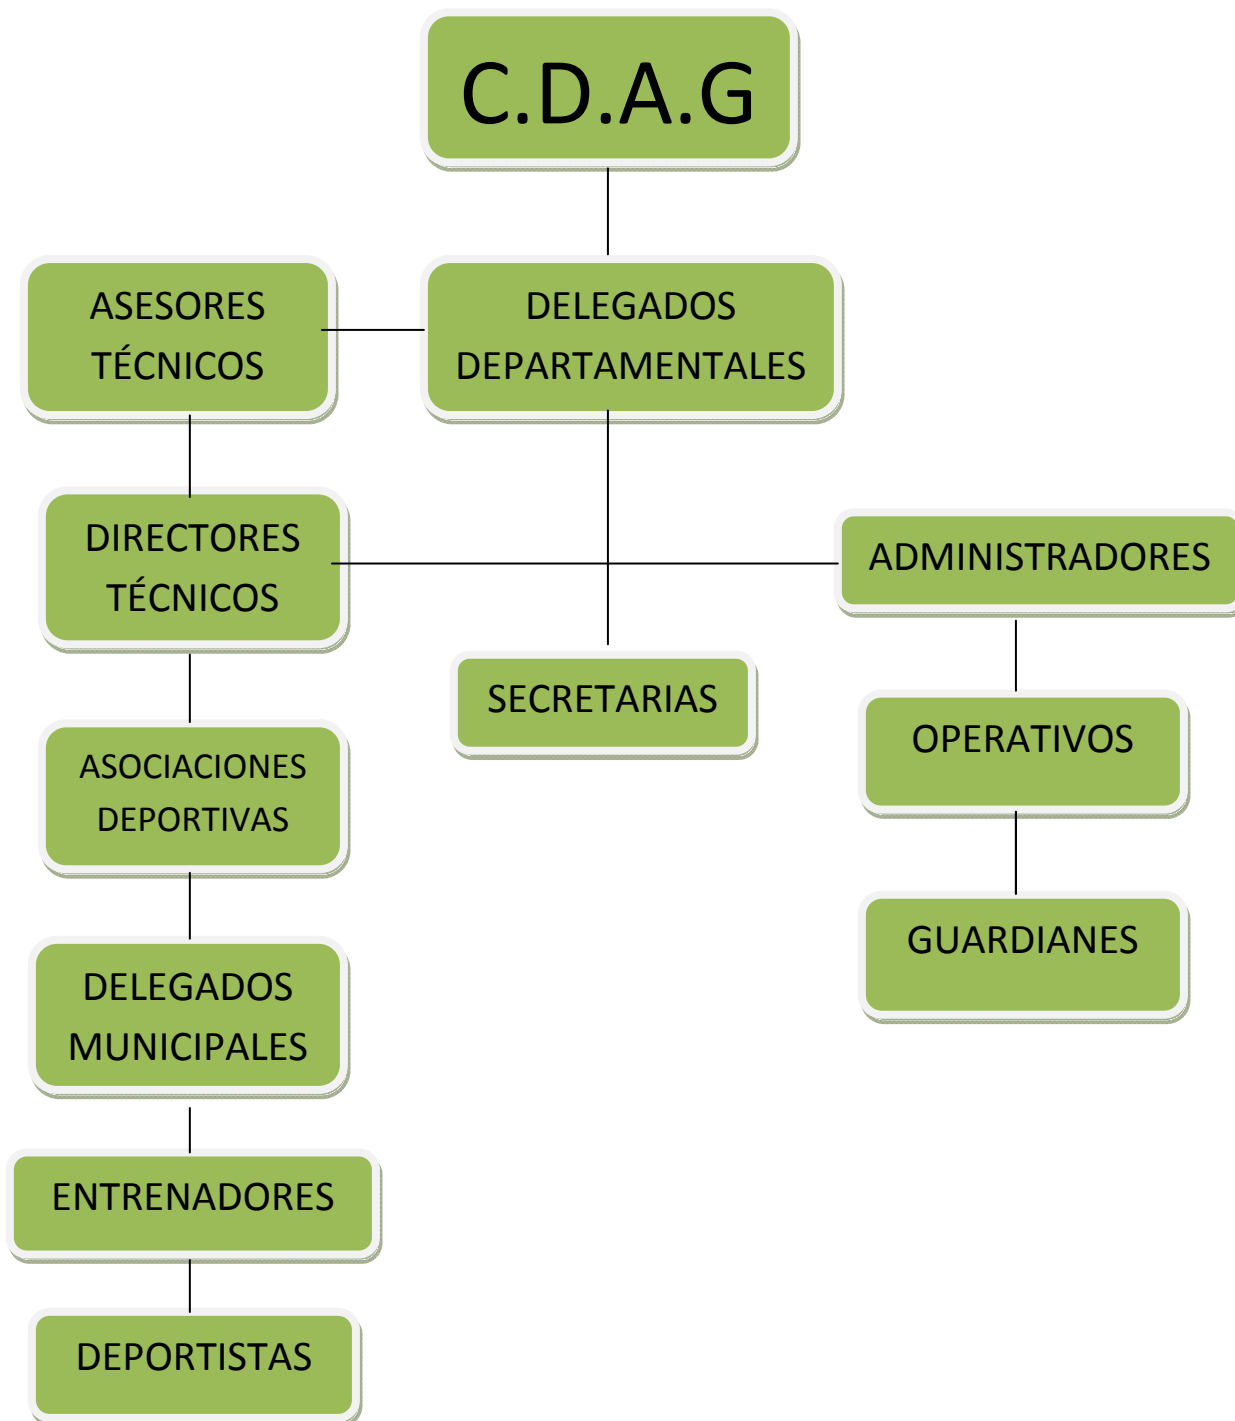 C.D.A.G
ASESORES
TÉCNICOS
DELEGADOS
DEPARTAMENTALES
DIRECTORES
TÉCNICOS
ADMINISTRADORES
SECRETARIAS
OPERATIVOS
ASOCIACIONES
DEPORTIVAS
GUARDIANES
DELEGADOS
MUNICIPALES
ENTRENADORES
DEPORTISTAS